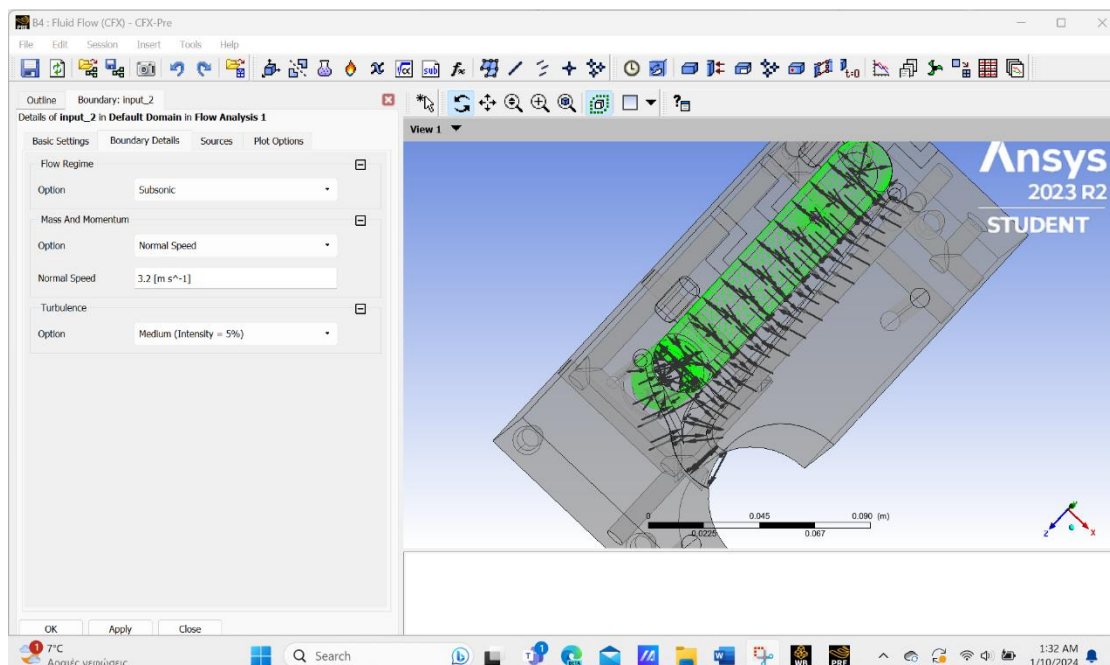 B4 : Fluid Flow (CFX) - CFX-Pre
File Edit Session Insert Tools Help
Outline Boundary: input_2
Details of input_2 in Default Domain in Flow Analysis 1
Basic Settings Boundary Details Sources Plot Options
Flow Regime
Option Subsonic
Mass And Momentum
Option Normal Speed
Normal Speed 3.2 [m s^-1]
Turbulence
Option Medium (Intensity = 5%)
OK Apply Close
View 1
Ansys
2023 R2
STUDENT
0 0.045 0.090 (m)
0.0225 0.067
Z X
7°C
Αραιές νεφώσεις
Search
1:32 AM